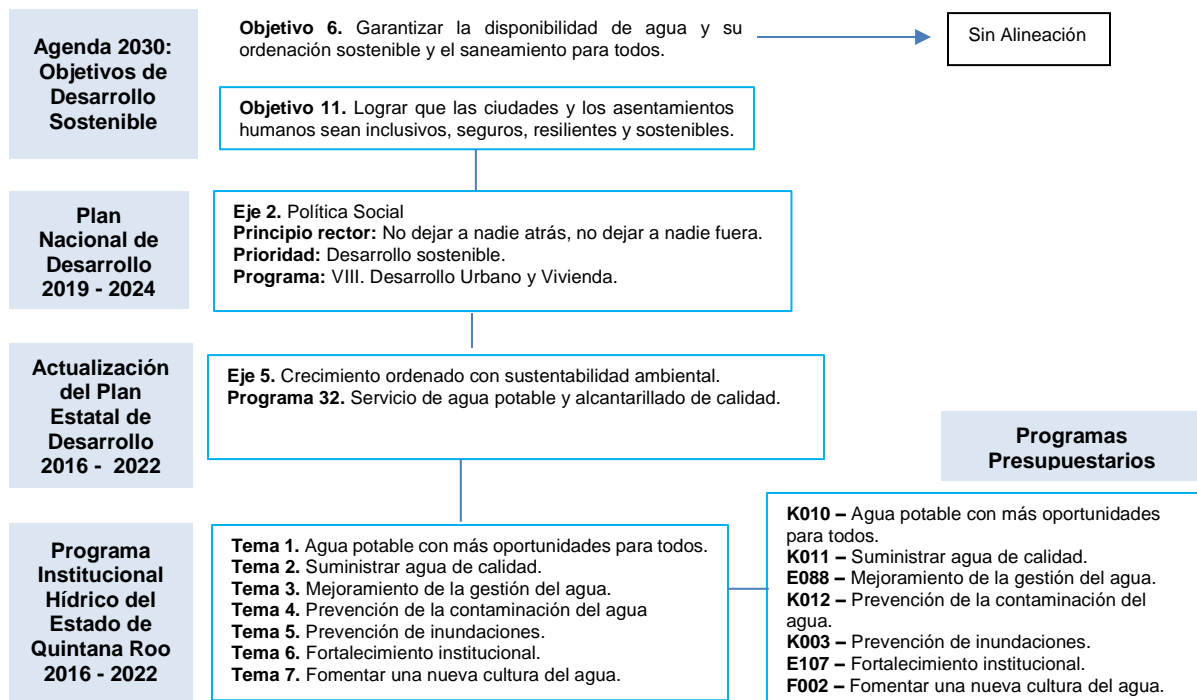 Agenda 2030:
Objetivos de
Desarrollo
Sostenible
Objetivo 6. Garantizar la disponibilidad de agua y su
ordenación sostenible y el saneamiento para todos.
Sin Alineación
Objetivo 11. Lograr que las ciudades y los asentamientos
humanos sean inclusivos, seguros, resilientes y sostenibles.
Plan
Nacional de
Desarrollo
2019 - 2024
Eje 2. Política Social
Principio rector: No dejar a nadie atrás, no dejar a nadie fuera.
Prioridad: Desarrollo sostenible.
Programa: VIII. Desarrollo Urbano y Vivienda.
Actualización
del Plan
Estatal de
Desarrollo
2016 - 2022
Eje 5. Crecimiento ordenado con sustentabilidad ambiental.
Programa 32. Servicio de agua potable y alcantarillado de calidad.
Programas
Presupuestarios
Programa
Institucional
Hídrico del
Estado de
Quintana Roo
2016 - 2022
Tema 1. Agua potable con más oportunidades para todos.
Tema 2. Suministrar agua de calidad.
Tema 3. Mejoramiento de la gestión del agua.
Tema 4. Prevención de la contaminación del agua
Tema 5. Prevención de inundaciones.
Tema 6. Fortalecimiento institucional.
Tema 7. Fomentar una nueva cultura del agua.
K010 – Agua potable con más oportunidades
para todos.
K011 – Suministrar agua de calidad.
E088 – Mejoramiento de la gestión del agua.
K012 – Prevención de la contaminación del
agua.
K003 – Prevención de inundaciones.
E107 – Fortalecimiento institucional.
F002 – Fomentar una nueva cultura del agua.